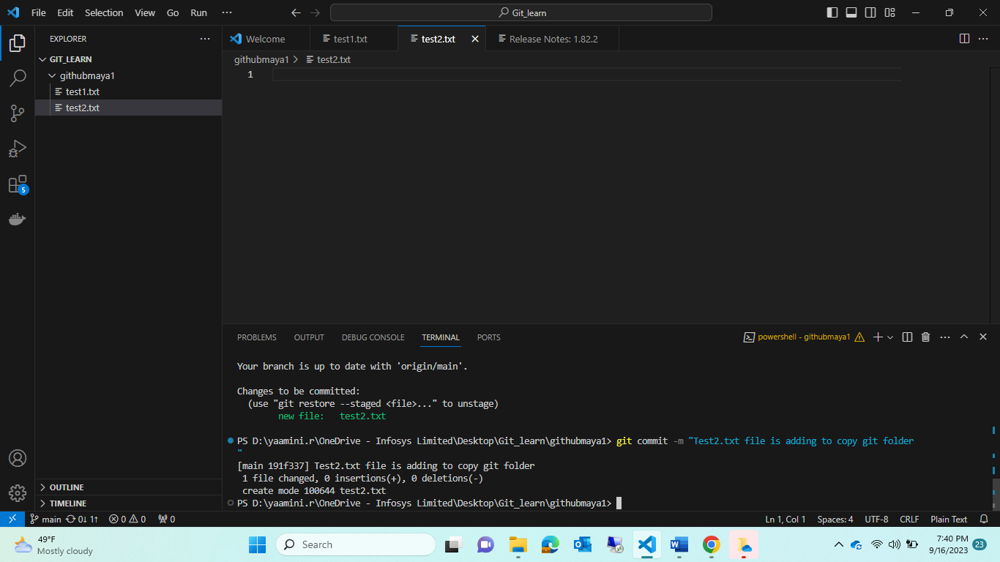 File Edit Selection View Go Run ··· Git_learn
EXPLORER ···
Welcome test1.txt test2.txt Release Notes: 1.82.2 ···
GIT_LEARN
githubmaya1
test1.txt
test2.txt
githubmaya1 > test2.txt
1
PROBLEMS OUTPUT DEBUG CONSOLE TERMINAL PORTS powershell - githubmaya1 ···
Your branch is up to date with 'origin/main'.
Changes to be committed:
(use "git restore --staged <file>..." to unstage)
new file: test2.txt
PS D:\yaamini.r\OneDrive - Infosys Limited\Desktop\Git_learn\githubmaya1> git commit -m "Test2.txt file is adding to copy git folder
"
[main 191f337] Test2.txt file is adding to copy git folder
1 file changed, 0 insertions(+), 0 deletions(-)
create mode 100644 test2.txt
PS D:\yaamini.r\OneDrive - Infosys Limited\Desktop\Git_learn\githubmaya1>
5
OUTLINE
TIMELINE
main 0↓ 1↑ 0 0 0 Ln 1, Col 1 Spaces: 4 UTF-8 CRLF Plain Text
49°F
Mostly cloudy
Search
7:40 PM
9/16/2023
23